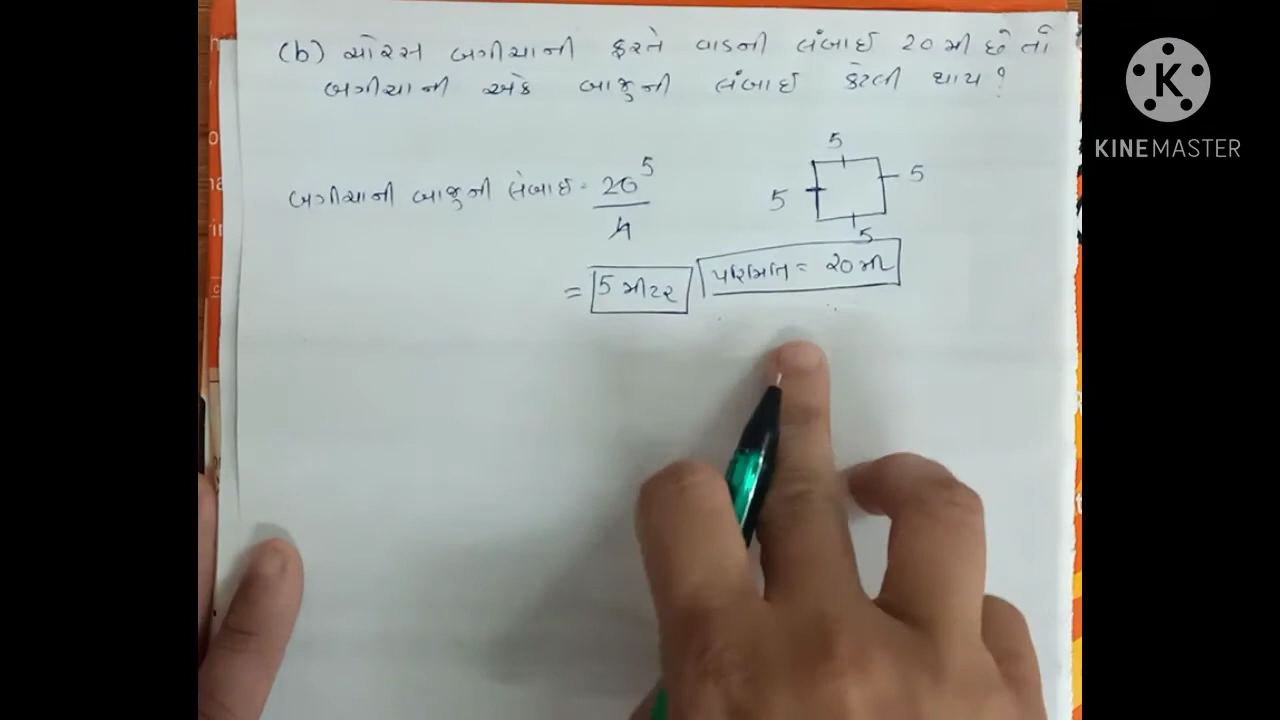 (b) ચોરસ બગીચાની ફરતે વાડની લંબાઈ 20 મી છે તો
બગીચાની એક બાજુની લંબાઈ કેટલી થાય ?
બગીચાની બાજુની લંબાઈ = 20 5
4
= 5 મીટર
5
5
5
5
પરિમિતિ = 20 મી
K
KINEMASTER